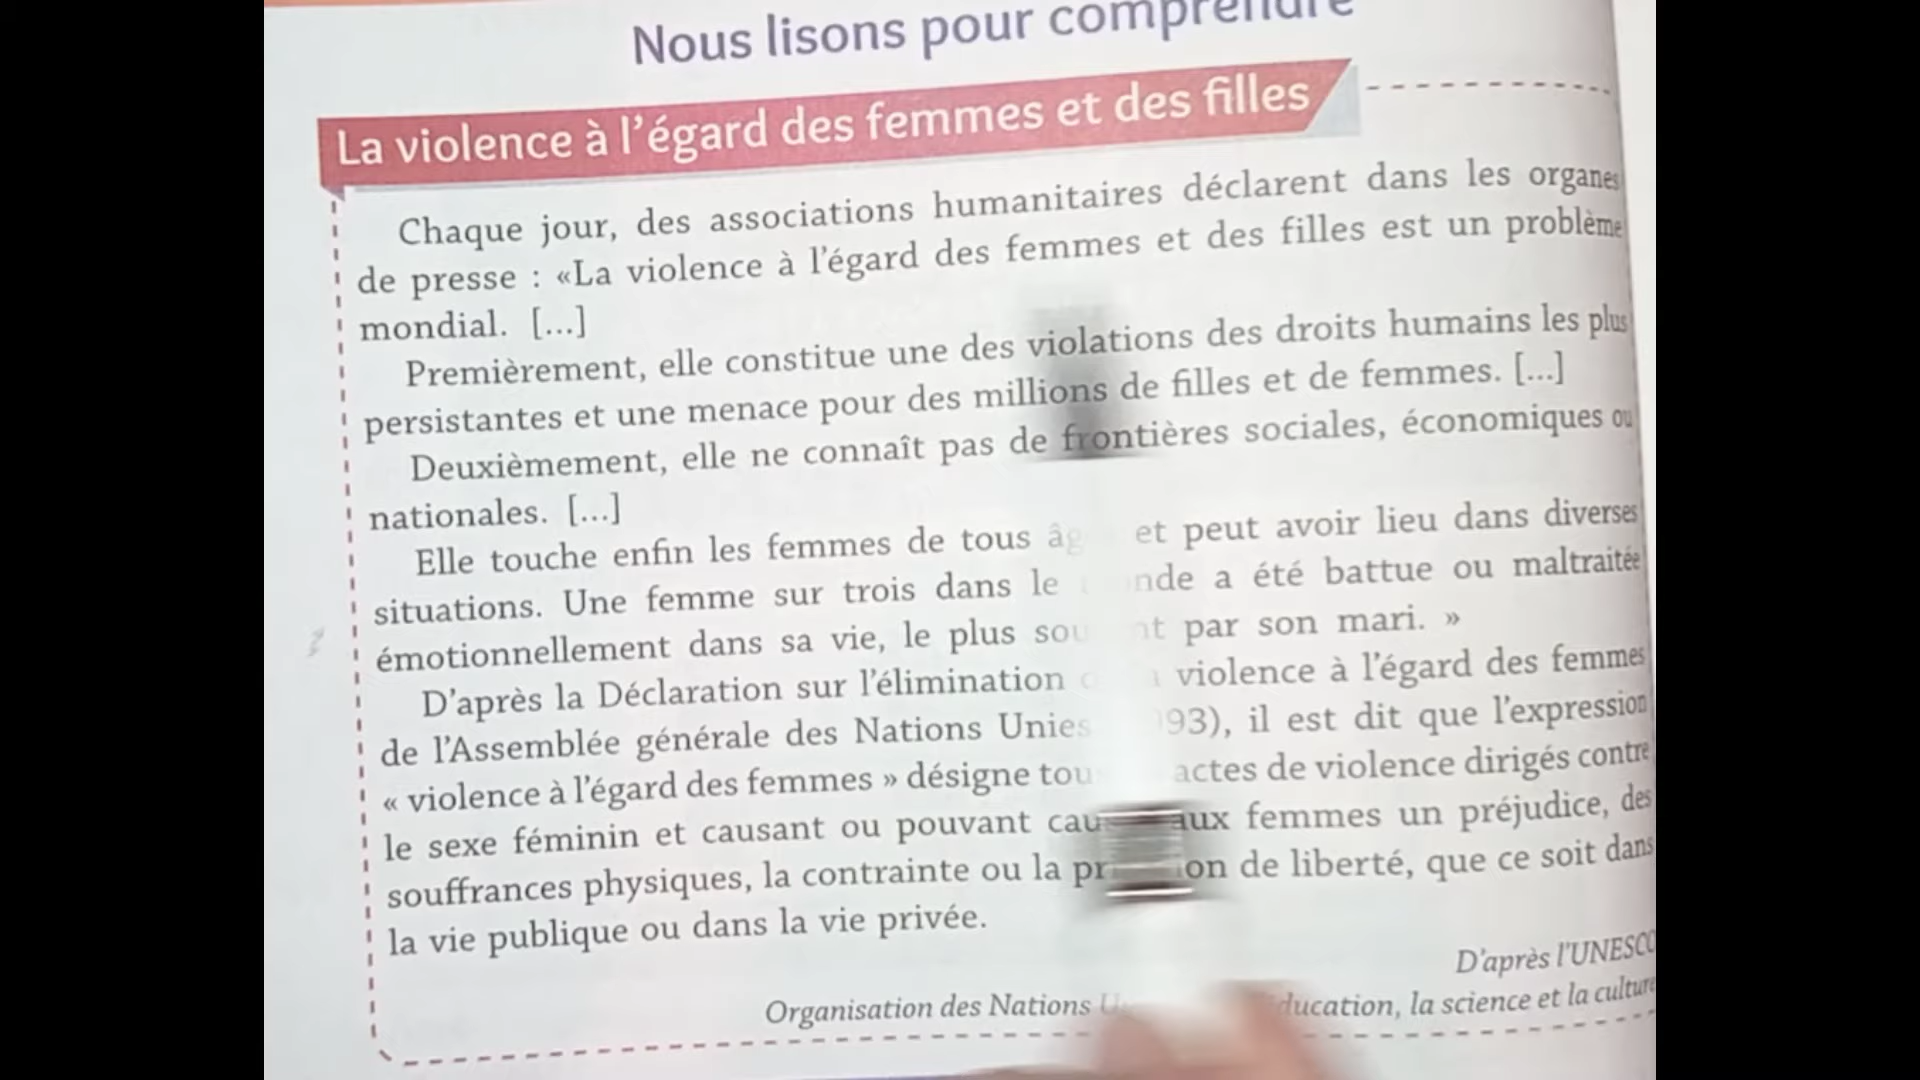 Nous lisons pour comprendre
La violence à l'égard des femmes et des filles
Chaque jour, des associations humanitaires déclarent dans les organes
de presse : «La violence à l'égard des femmes et des filles est un problème
mondial. [...]
Premièrement, elle constitue une des violations des droits humains les plus
persistantes et une menace pour des millions de filles et de femmes. [...]
Deuxièmement, elle ne connaît pas de frontières sociales, économiques ou
nationales. [...]
Elle touche enfin les femmes de tous et peut avoir lieu dans diverses
situations. Une femme sur trois dans le a été battue ou maltraitée
émotionnellement dans sa vie, le plus par son mari. »
D'après la Déclaration sur l'élimination violence à l'égard des femmes
de l'Assemblée générale des Nations Unies il est dit que l'expression
« violence à l'égard des femmes » désigne actes de violence dirigés contre
le sexe féminin et causant ou pouvant aux femmes un préjudice, des
souffrances physiques, la contrainte ou la de liberté, que ce soit dans
la vie publique ou dans la vie privée.
D'après l'UNESCO
Organisation des Nations la science et la culture